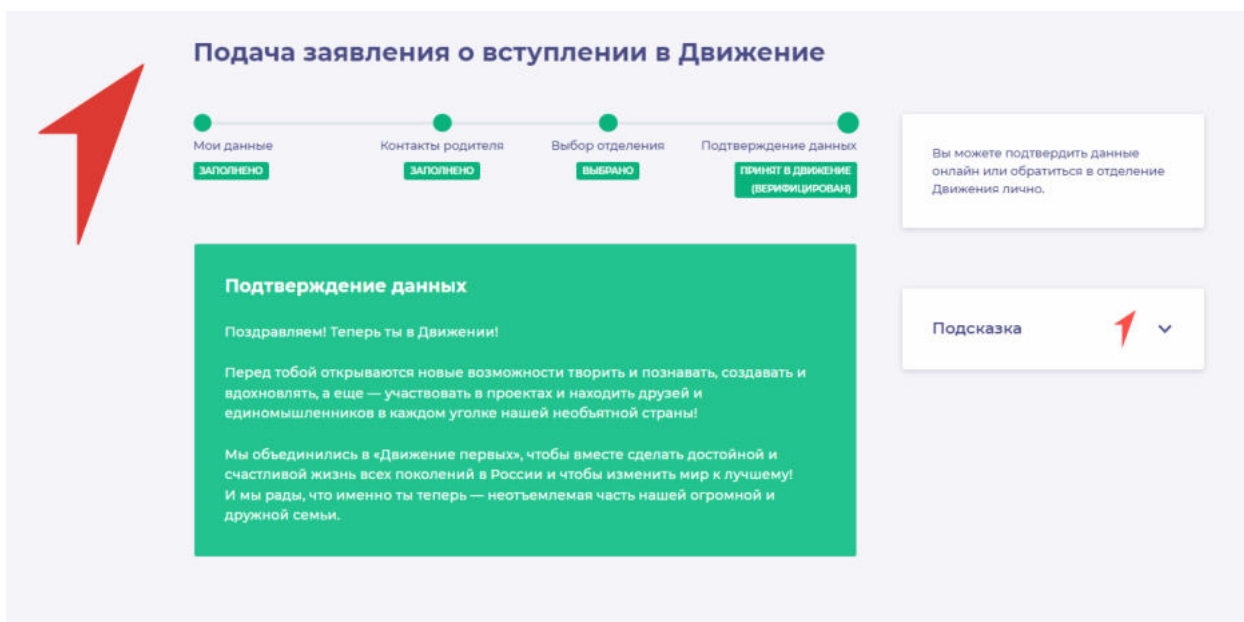 Подача заявления о вступлении в Движение
Мои данные
ЗАПОЛНЕНО
Контакты родителя
ЗАПОЛНЕНО
Выбор отделения
ВЫБРАНО
Подтверждение данных
ПРИНЯТ В ДВИЖЕНИЕ
(ВЕРИФИЦИРОВАН)
Вы можете подтвердить данные
онлайн или обратиться в отделение
Движения лично.
Подтверждение данных
Поздравляем! Теперь ты в Движении!
Перед тобой открываются новые возможности творить и познавать, создавать и
вдохновлять, а еще — участвовать в проектах и находить друзей и
единомышленников в каждом уголке нашей необъятной страны!
Мы объединились в «Движение первых», чтобы вместе сделать достойной и
счастливой жизнь всех поколений в России и чтобы изменить мир к лучшему!
И мы рады, что именно ты теперь — неотъемлемая часть нашей огромной и
дружной семьи.
Подсказка